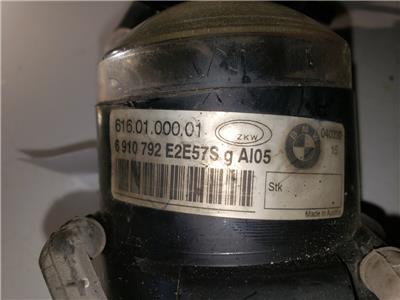 616.01.000.01
ZKW
6 910 792 E2E57S g AI05
Stk
Made in Austria